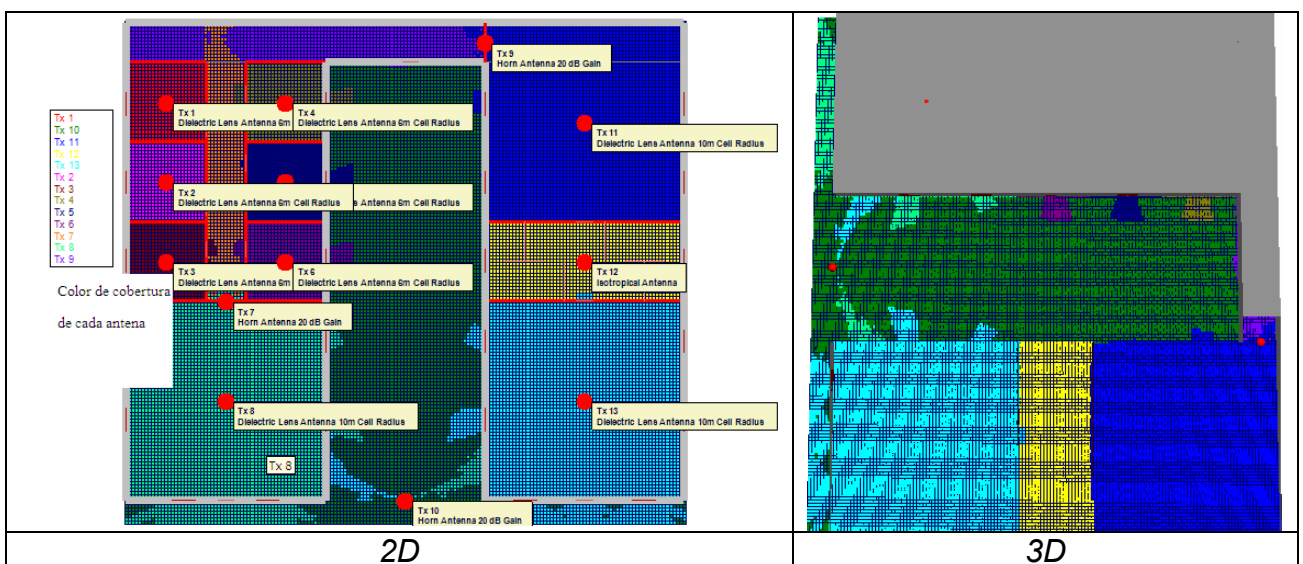 Tx 9
Horn Antenna 20 dB Gain
Tx 1
Dielectric Lens Antenna 6m
Tx 4
Dielectric Lens Antenna 6m Cell Radius
Tx 11
Dielectric Lens Antenna 10m Cell Radius
Tx 1
Tx 10
Tx 11
Tx 12
Tx 13
Tx 2
Tx 3
Tx 4
Tx 5
Tx 6
Tx 7
Tx 8
Tx 9
Tx 2
Dielectric Lens Antenna 6m Cell Radius
s Antenna 6m Cell Radius
Tx 3
Dielectric Lens Antenna 6m
Tx 6
Dielectric Lens Antenna 6m Cell Radius
Tx 12
Isotropical Antenna
Color de cobertura
de cada antena
Tx 7
Horn Antenna 20 dB Gain
Tx 8
Dielectric Lens Antenna 10m Cell Radius
Tx 13
Dielectric Lens Antenna 10m Cell Radius
Tx 8
Tx 10
Horn Antenna 20 dB Gain
2D
3D